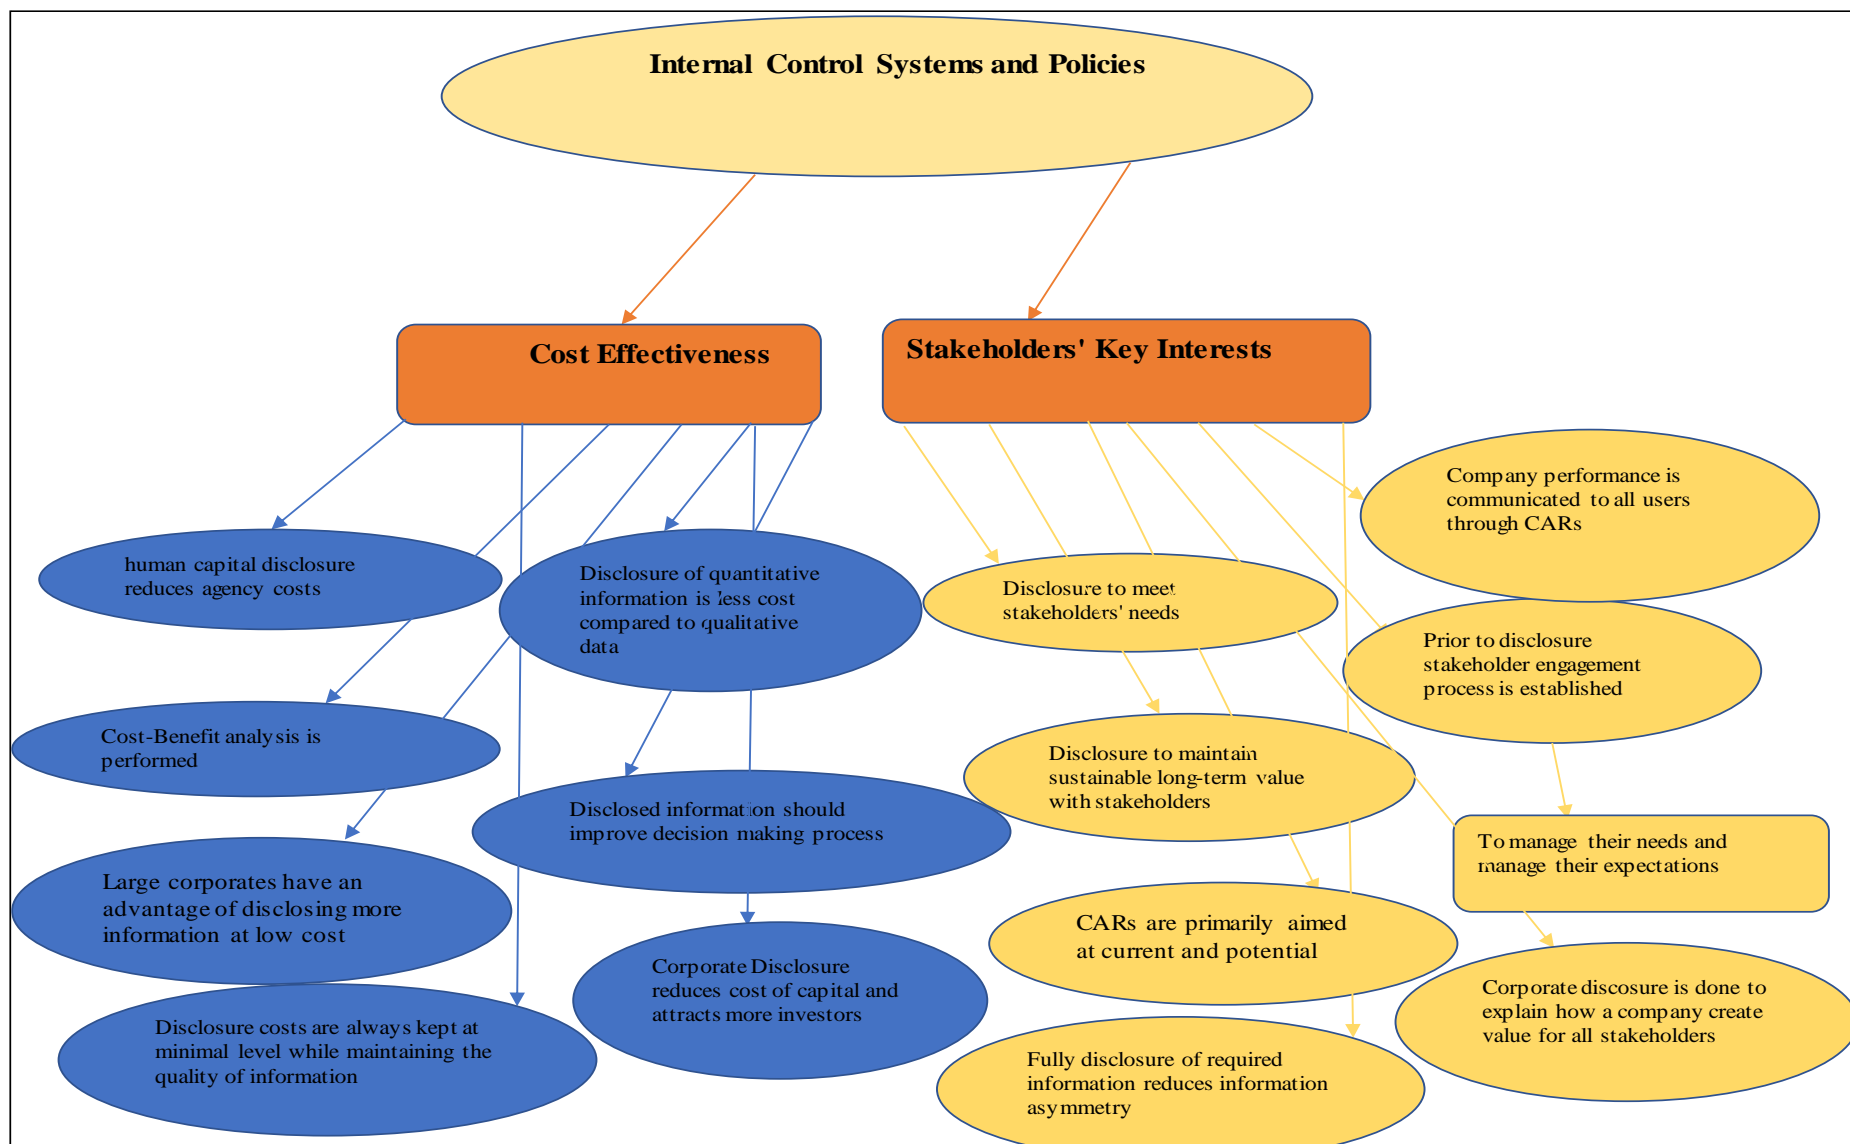 Internal Control Systems and Policies
Cost Effectiveness
Stakeholders' Key Interests
human capital disclosure
reduces agency costs
Disclosure of quantitative
information is less cost
compared to qualitative
data
Cost-Benefit analysis is
performed
Disclosed information should
improve decision making process
Large corporates have an
advantage of disclosing more
information at low cost
Corporate Disclosure
reduces cost of capital and
attracts more investors
Disclosure costs are always kept at
minimal level while maintaining the
quality of information
Company performance is
communicated to all users
through CARs
Disclosure to meet
stakeholders' needs
Prior to disclosure
stakeholder engagement
process is established
Disclosure to maintain
sustainable long-term value
with stakeholders
To manage their needs and
manage their expectations
CARs are primarily aimed
at current and potential
Corporate discosure is done to
explain how a company create
value for all stakeholders
Fully disclosure of required
information reduces information
asymmetry